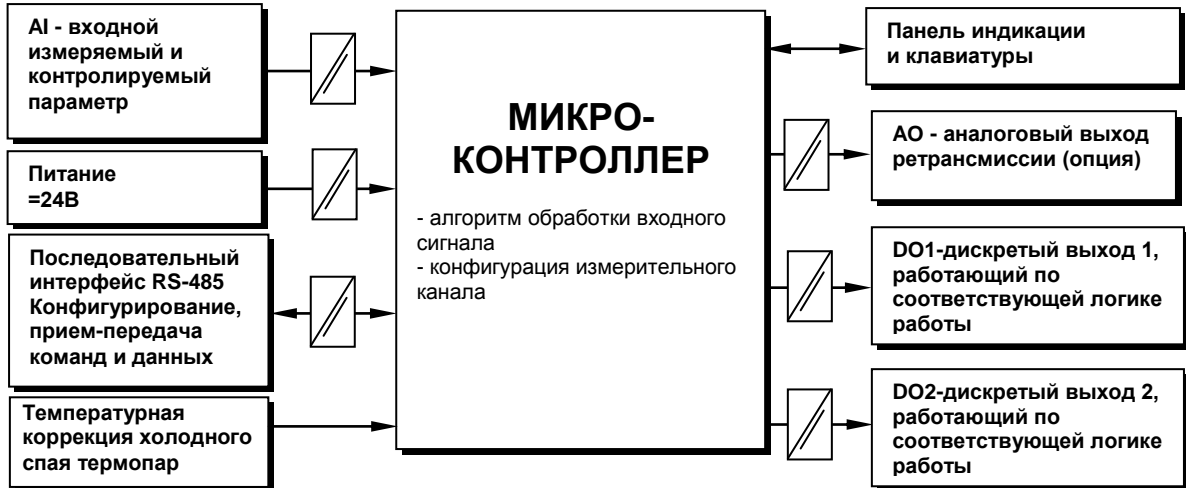 AI - входной
измеряемый и
контролируемый
параметр
Питание
=24В
Последовательный
интерфейс RS-485
Конфигурирование,
прием-передача
команд и данных
Температурная
коррекция холодного
спая термопар
МИКРО-
КОНТРОЛЛЕР
- алгоритм обработки входного
сигнала
- конфигурация измерительного
канала
Панель индикации
и клавиатуры
АО - аналоговый выход
ретрансмиссии (опция)
DO1-дискретый выход 1,
работающий по
соответствующей логике
работы
DO2-дискретый выход 2,
работающий по
соответствующей логике
работы